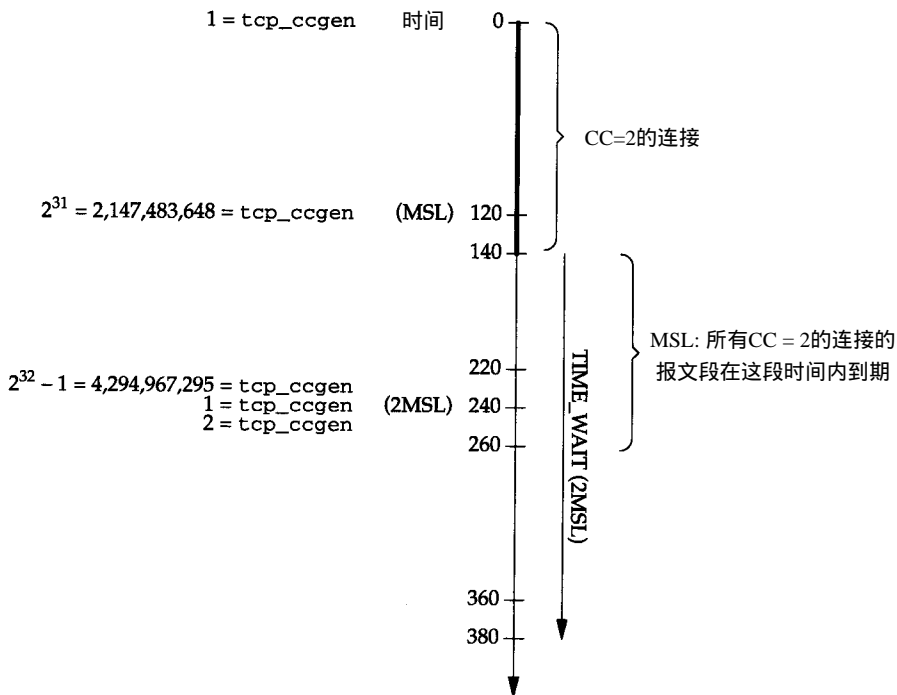 1 = tcp_ccgen 时间 0
CC=2的连接
2^31 = 2,147,483,648 = tcp_ccgen (MSL) 120
140
MSL: 所有CC = 2的连接的
报文段在这段时间内到期
220
2^32 – 1 = 4,294,967,295 = tcp_ccgen
1 = tcp_ccgen (2MSL) 240
2 = tcp_ccgen
260
TIME_WAIT (2MSL)
360
380